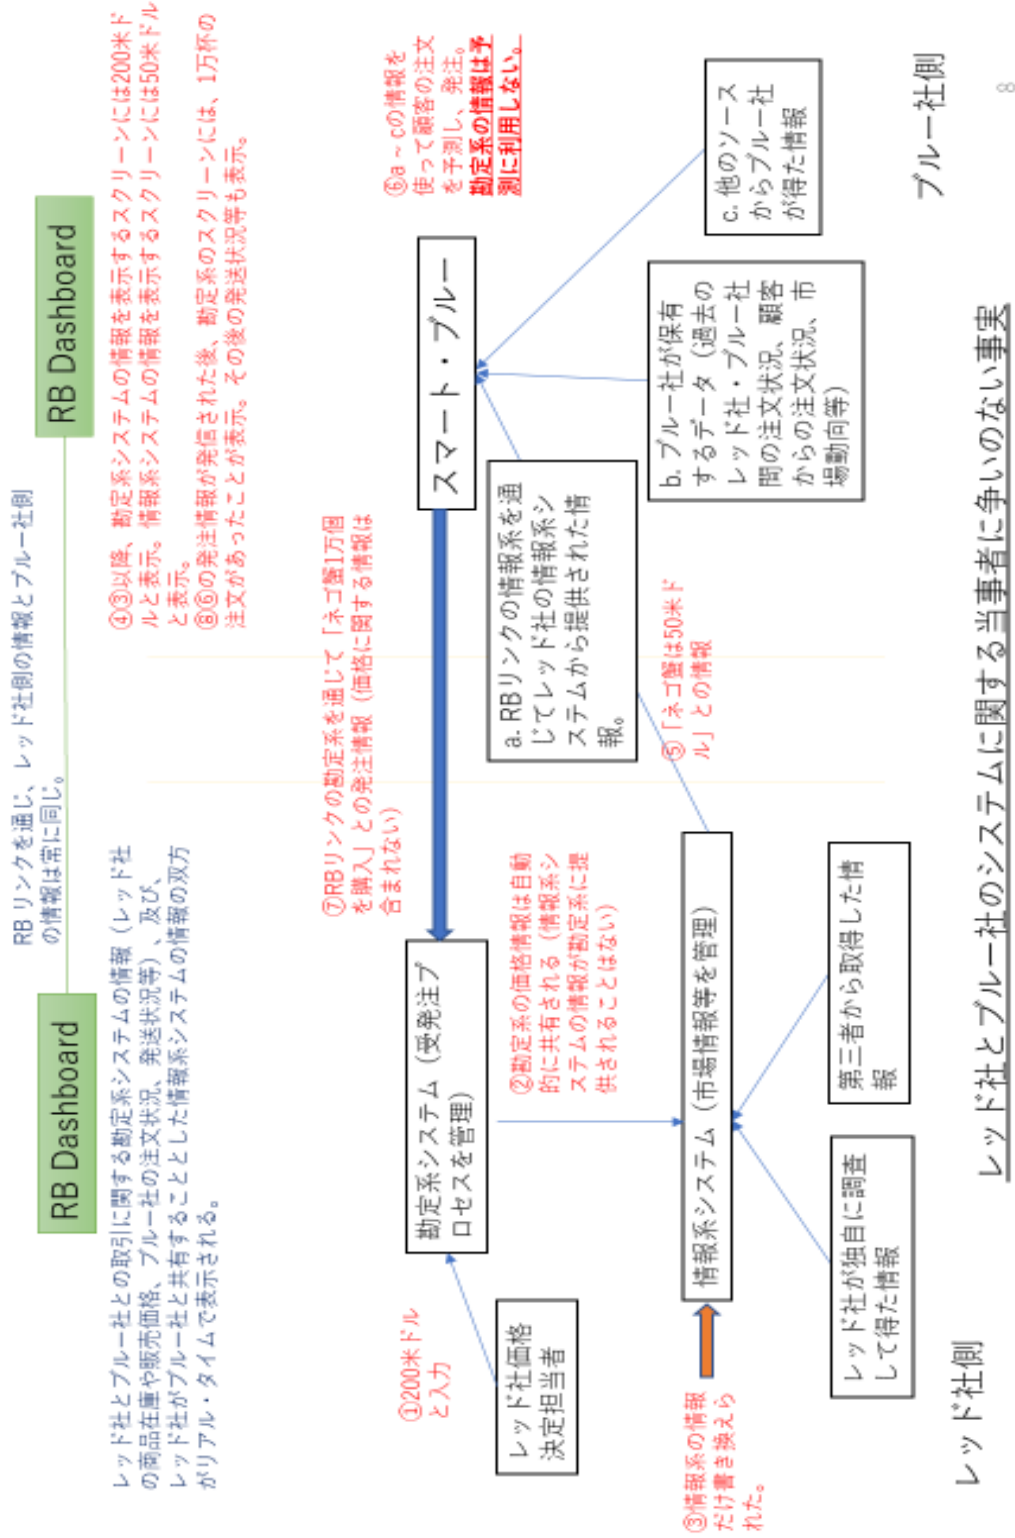 RB リンクを通じ、レッド社側の情報とブルー社側
の情報は常に同じ。
RB Dashboard
RB Dashboard
レッド社とブルー社との取引に関する勘定系システムの情報（レッド社
の商品在庫や販売価格、ブルー社の注文状況、発送状況等）、及び、
レッド社がブルー社と共有することとした情報系システムの情報の双方
がリアル・タイムで表示される。
④③以降、勘定系システムの情報を表示するスクリーンには200米ド
ルと表示。情報系システムの情報を表示するスクリーンには50米ドル
と表示。
⑧⑥の発注情報が発信された後、勘定系のスクリーンには、1万杯の
注文があったことが表示。その後の発送状況等も表示。
①200米ドル
と入力
レッド社価格
決定担当者
勘定系システム（受発注プ
ロセスを管理）
⑦RBリンクの勘定系を通じて「ネゴ蟹1万個
を購入」との発注情報（価格に関する情報は
含まれない）
スマート・ブルー
⑥a ~ cの情報を
使って顧客の注文
を予測し、発注。
勘定系の情報は予
測に利用しない。
②勘定系の価格情報は自動
的に共有される（情報系シ
ステムの情報が勘定系に提
供されることはない）
a. RBリンクの情報系を通
じてレッド社の情報系シ
ステムから提供された情
報。
b. ブルー社が保有
するデータ（過去の
レッド社・ブルー社
間の注文状況、顧客
からの注文状況、市
場動向等）
c. 他のソース
からブルー社
が得た情報
③情報系の情報
だけ書き換えら
れた。
情報系システム（市場情報等を管理）
⑤「ネゴ蟹は50米ド
ル」との情報
レッド社が独自に調査
して得た情報
第三者から取得した情
報
レッド社側
ブルー社側
レッド社とブルー社のシステムに関する当事者に争いのない事実
8